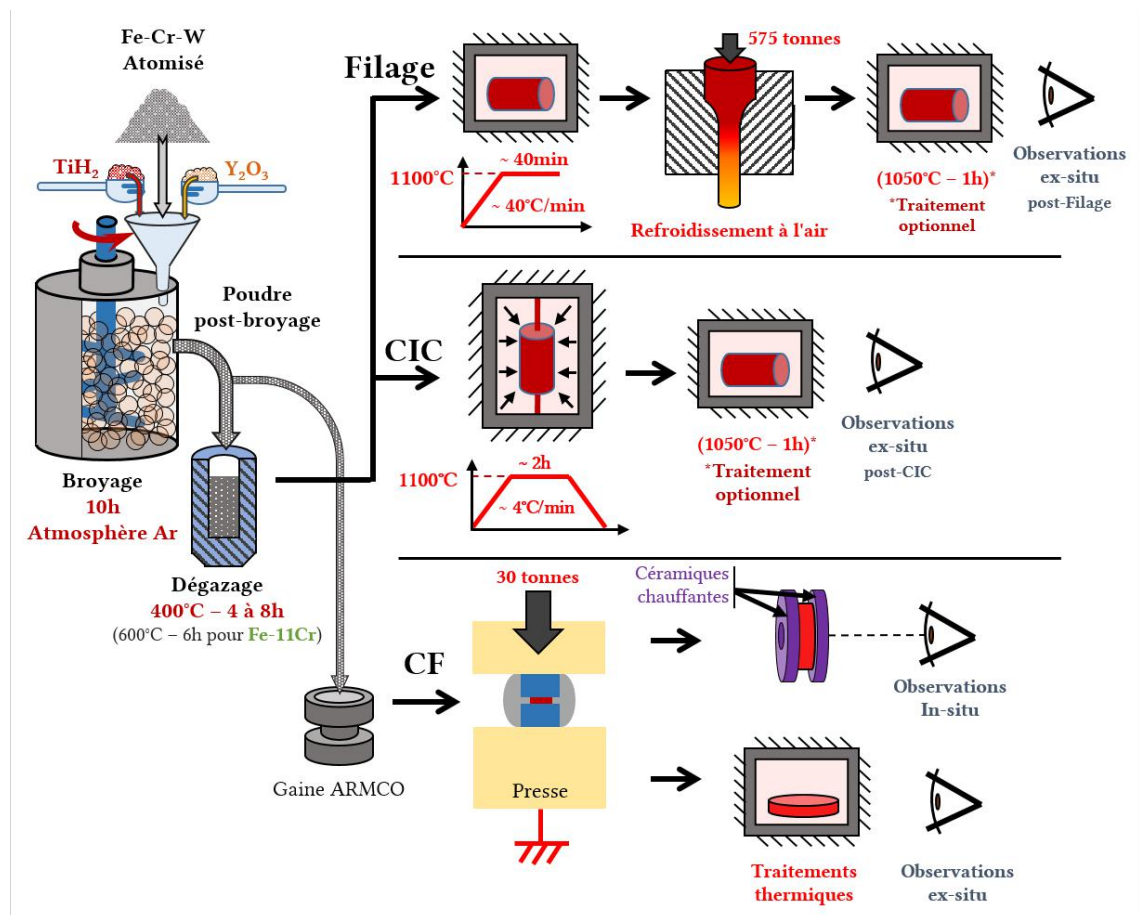 Fe-Cr-W
Atomisé
TiH₂
Y₂O₃
Poudre
post-broyage
Broyage
10h
Atmosphère Ar
Dégazage
400°C – 4 à 8h
(600°C – 6h pour Fe-11Cr)
Gaine ARMCO
Filage
1100°C
~ 40min
~ 40°C/min
575 tonnes
Refroidissement à l'air
(1050°C – 1h)*
*Traitement
optionnel
Observations
ex-situ
post-Filage
CIC
1100°C
~ 2h
~ 4°C/min
(1050°C – 1h)*
*Traitement
optionnel
Observations
ex-situ
post-CIC
CF
30 tonnes
Presse
Céramiques
chauffantes
Observations
In-situ
Traitements
thermiques
Observations
ex-situ